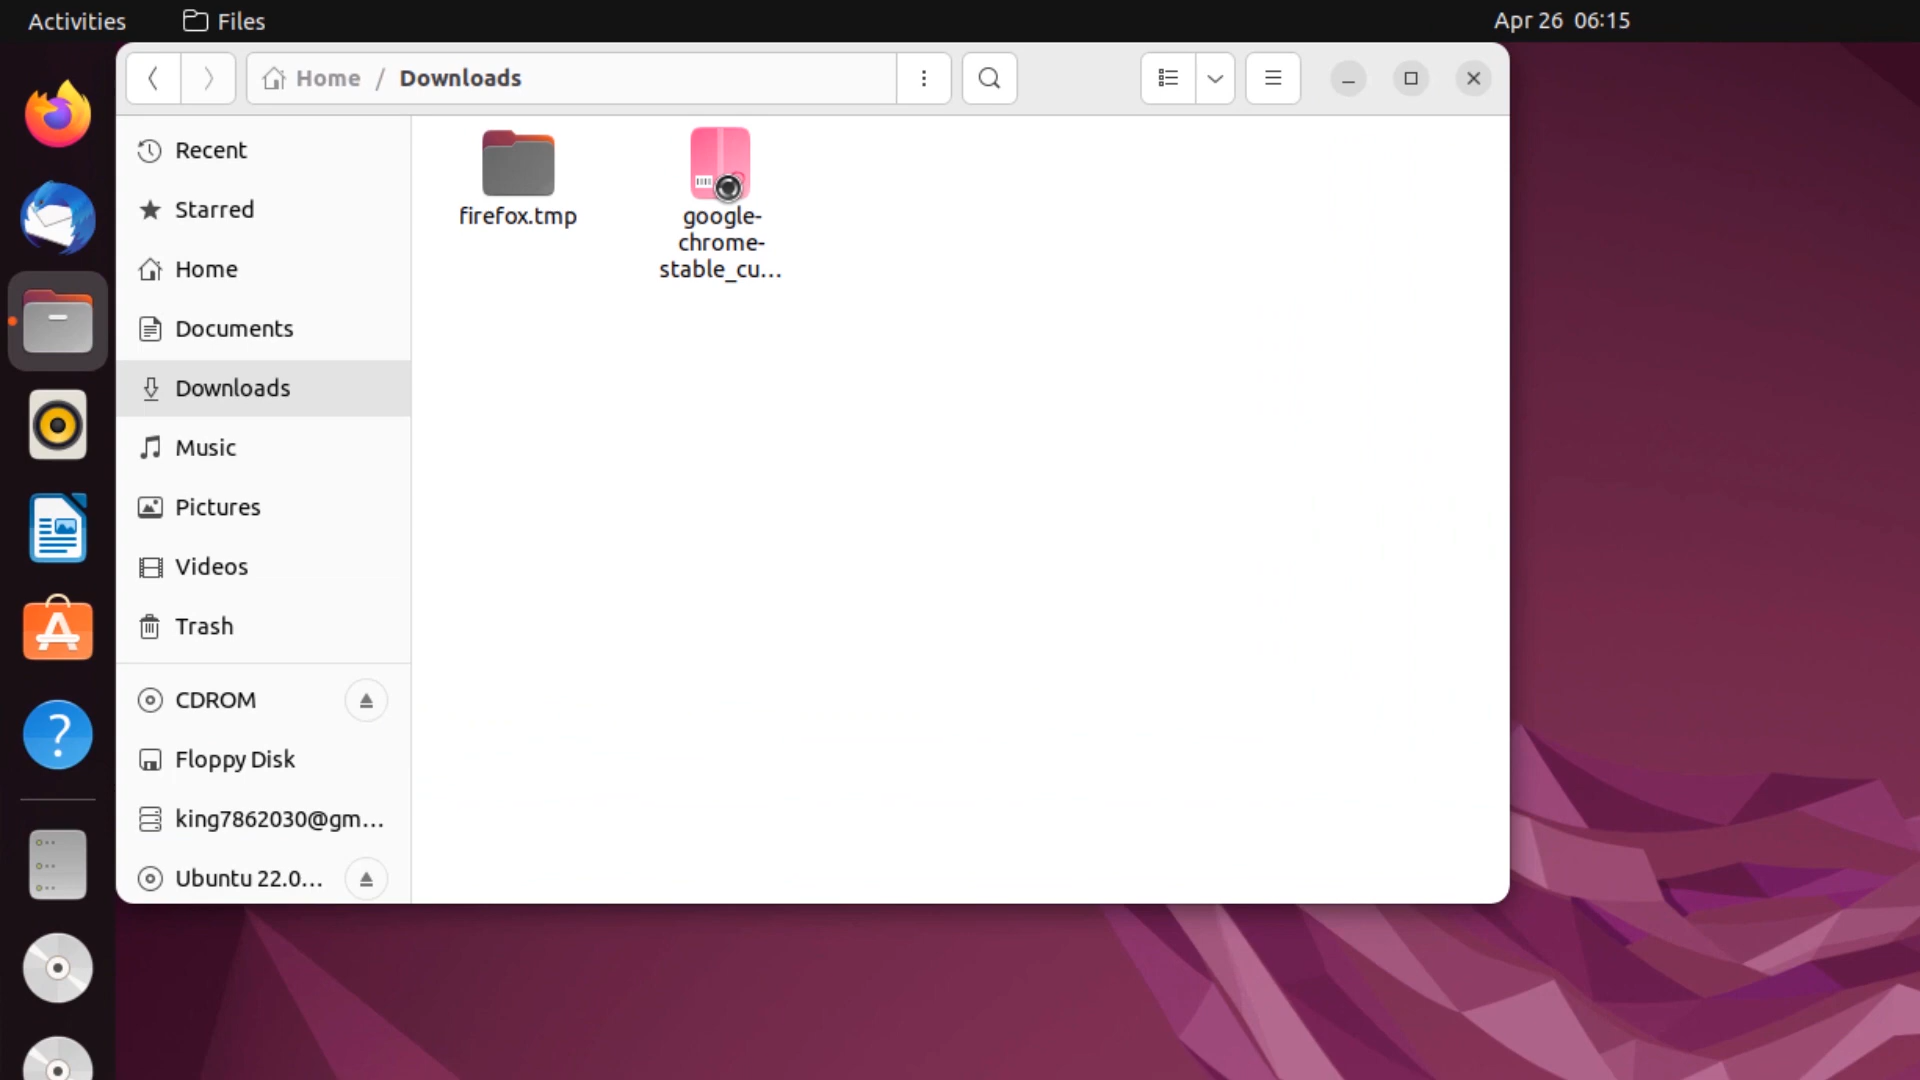 Activities
Files
Apr 26 06:15
Home / Downloads
Recent
Starred
Home
Documents
Downloads
Music
Pictures
Videos
Trash
CDROM
Floppy Disk
king7862030@gm...
Ubuntu 22.0...
firefox.tmp
google-
chrome-
stable_cu...